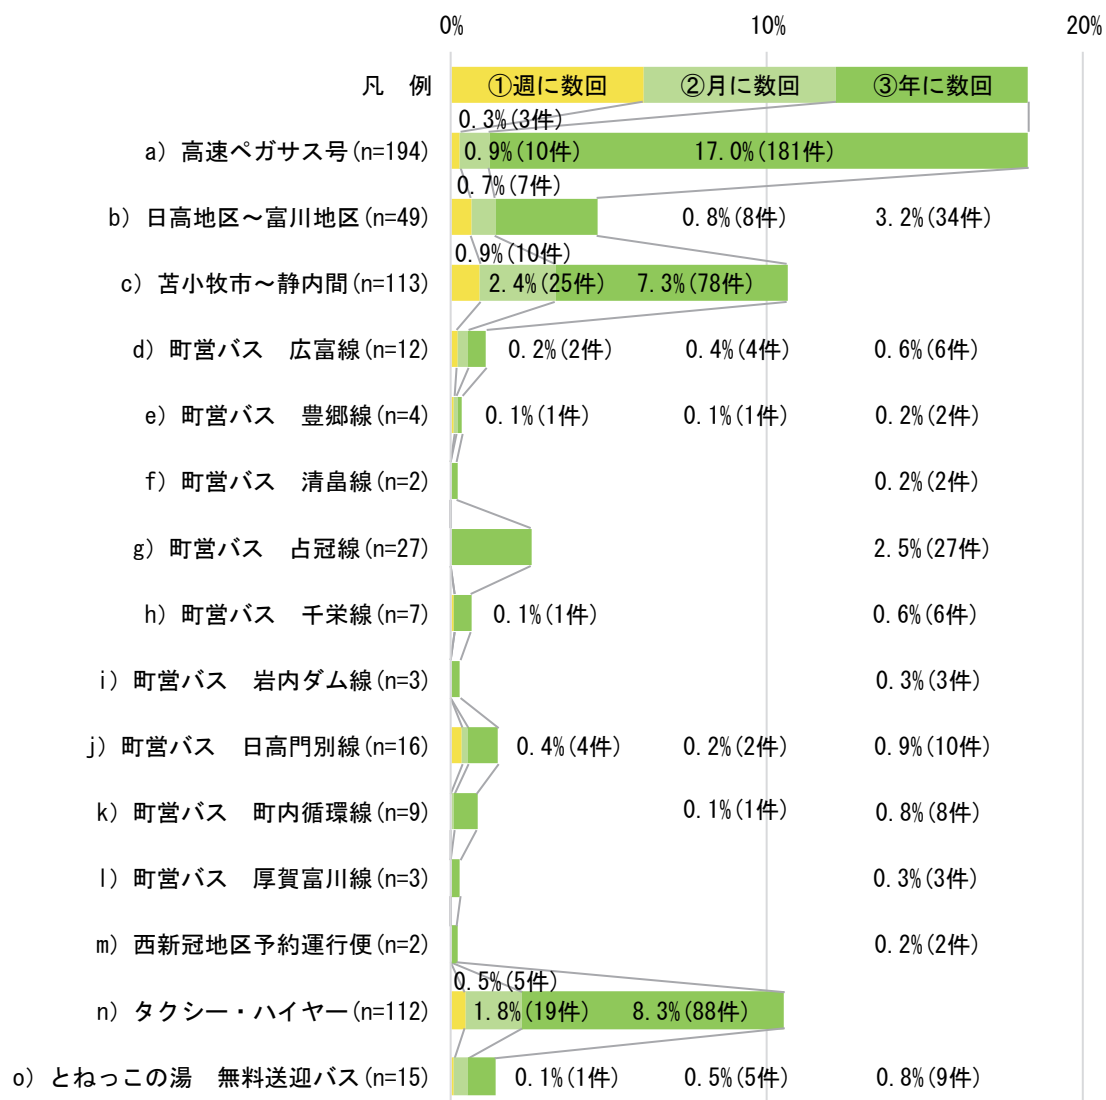 0% 10% 20%
凡 例 ①週に数回 ②月に数回 ③年に数回
0.3%(3件)
a) 高速ペガサス号(n=194) 0.9%(10件) 17.0%(181件)
0.7%(7件)
b) 日高地区～富川地区(n=49) 0.8%(8件) 3.2%(34件)
0.9%(10件)
c) 苫小牧市～静内間(n=113) 2.4%(25件) 7.3%(78件)
d) 町営バス 広富線(n=12) 0.2%(2件) 0.4%(4件) 0.6%(6件)
e) 町営バス 豊郷線(n=4) 0.1%(1件) 0.1%(1件) 0.2%(2件)
f) 町営バス 清畠線(n=2) 0.2%(2件)
g) 町営バス 占冠線(n=27) 2.5%(27件)
h) 町営バス 千栄線(n=7) 0.1%(1件) 0.6%(6件)
i) 町営バス 岩内ダム線(n=3) 0.3%(3件)
j) 町営バス 日高門別線(n=16) 0.4%(4件) 0.2%(2件) 0.9%(10件)
k) 町営バス 町内循環線(n=9) 0.1%(1件) 0.8%(8件)
l) 町営バス 厚賀富川線(n=3) 0.3%(3件)
m) 西新冠地区予約運行便(n=2) 0.2%(2件)
0.5%(5件)
n) タクシー・ハイヤー(n=112) 1.8%(19件) 8.3%(88件)
o) とねっこの湯 無料送迎バス(n=15) 0.1%(1件) 0.5%(5件) 0.8%(9件)